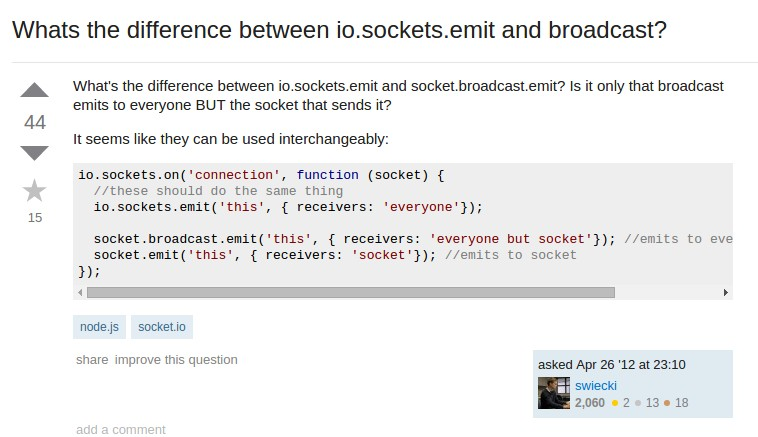 Whats the difference between io.sockets.emit and broadcast?
What's the difference between io.sockets.emit and socket.broadcast.emit? Is it only that broadcast
emits to everyone BUT the socket that sends it?
44
It seems like they can be used interchangeably:
io.sockets.on('connection', function (socket) {
//these should do the same thing
io.sockets.emit('this', { receivers: 'everyone'});
15
socket.broadcast.emit('this', { receivers: 'everyone but socket'}); //emits to eve
socket.emit('this', { receivers: 'socket'}); //emits to socket
});
node.js socket.io
share improve this question
asked Apr 26 '12 at 23:10
swiecki
2,060 2 13 18
add a comment